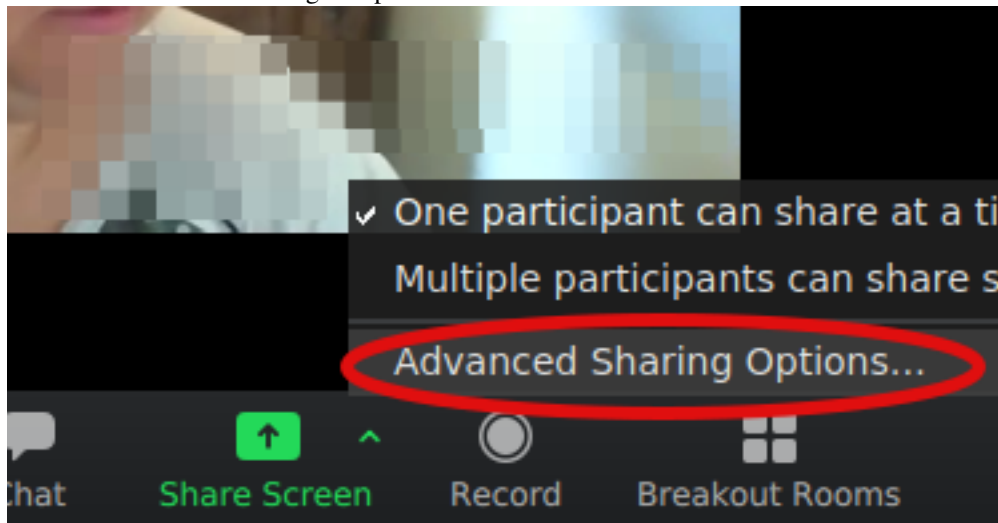 One participant can share at a ti
Multiple participants can share s
Advanced Sharing Options...
Chat
Share Screen
Record
Breakout Rooms